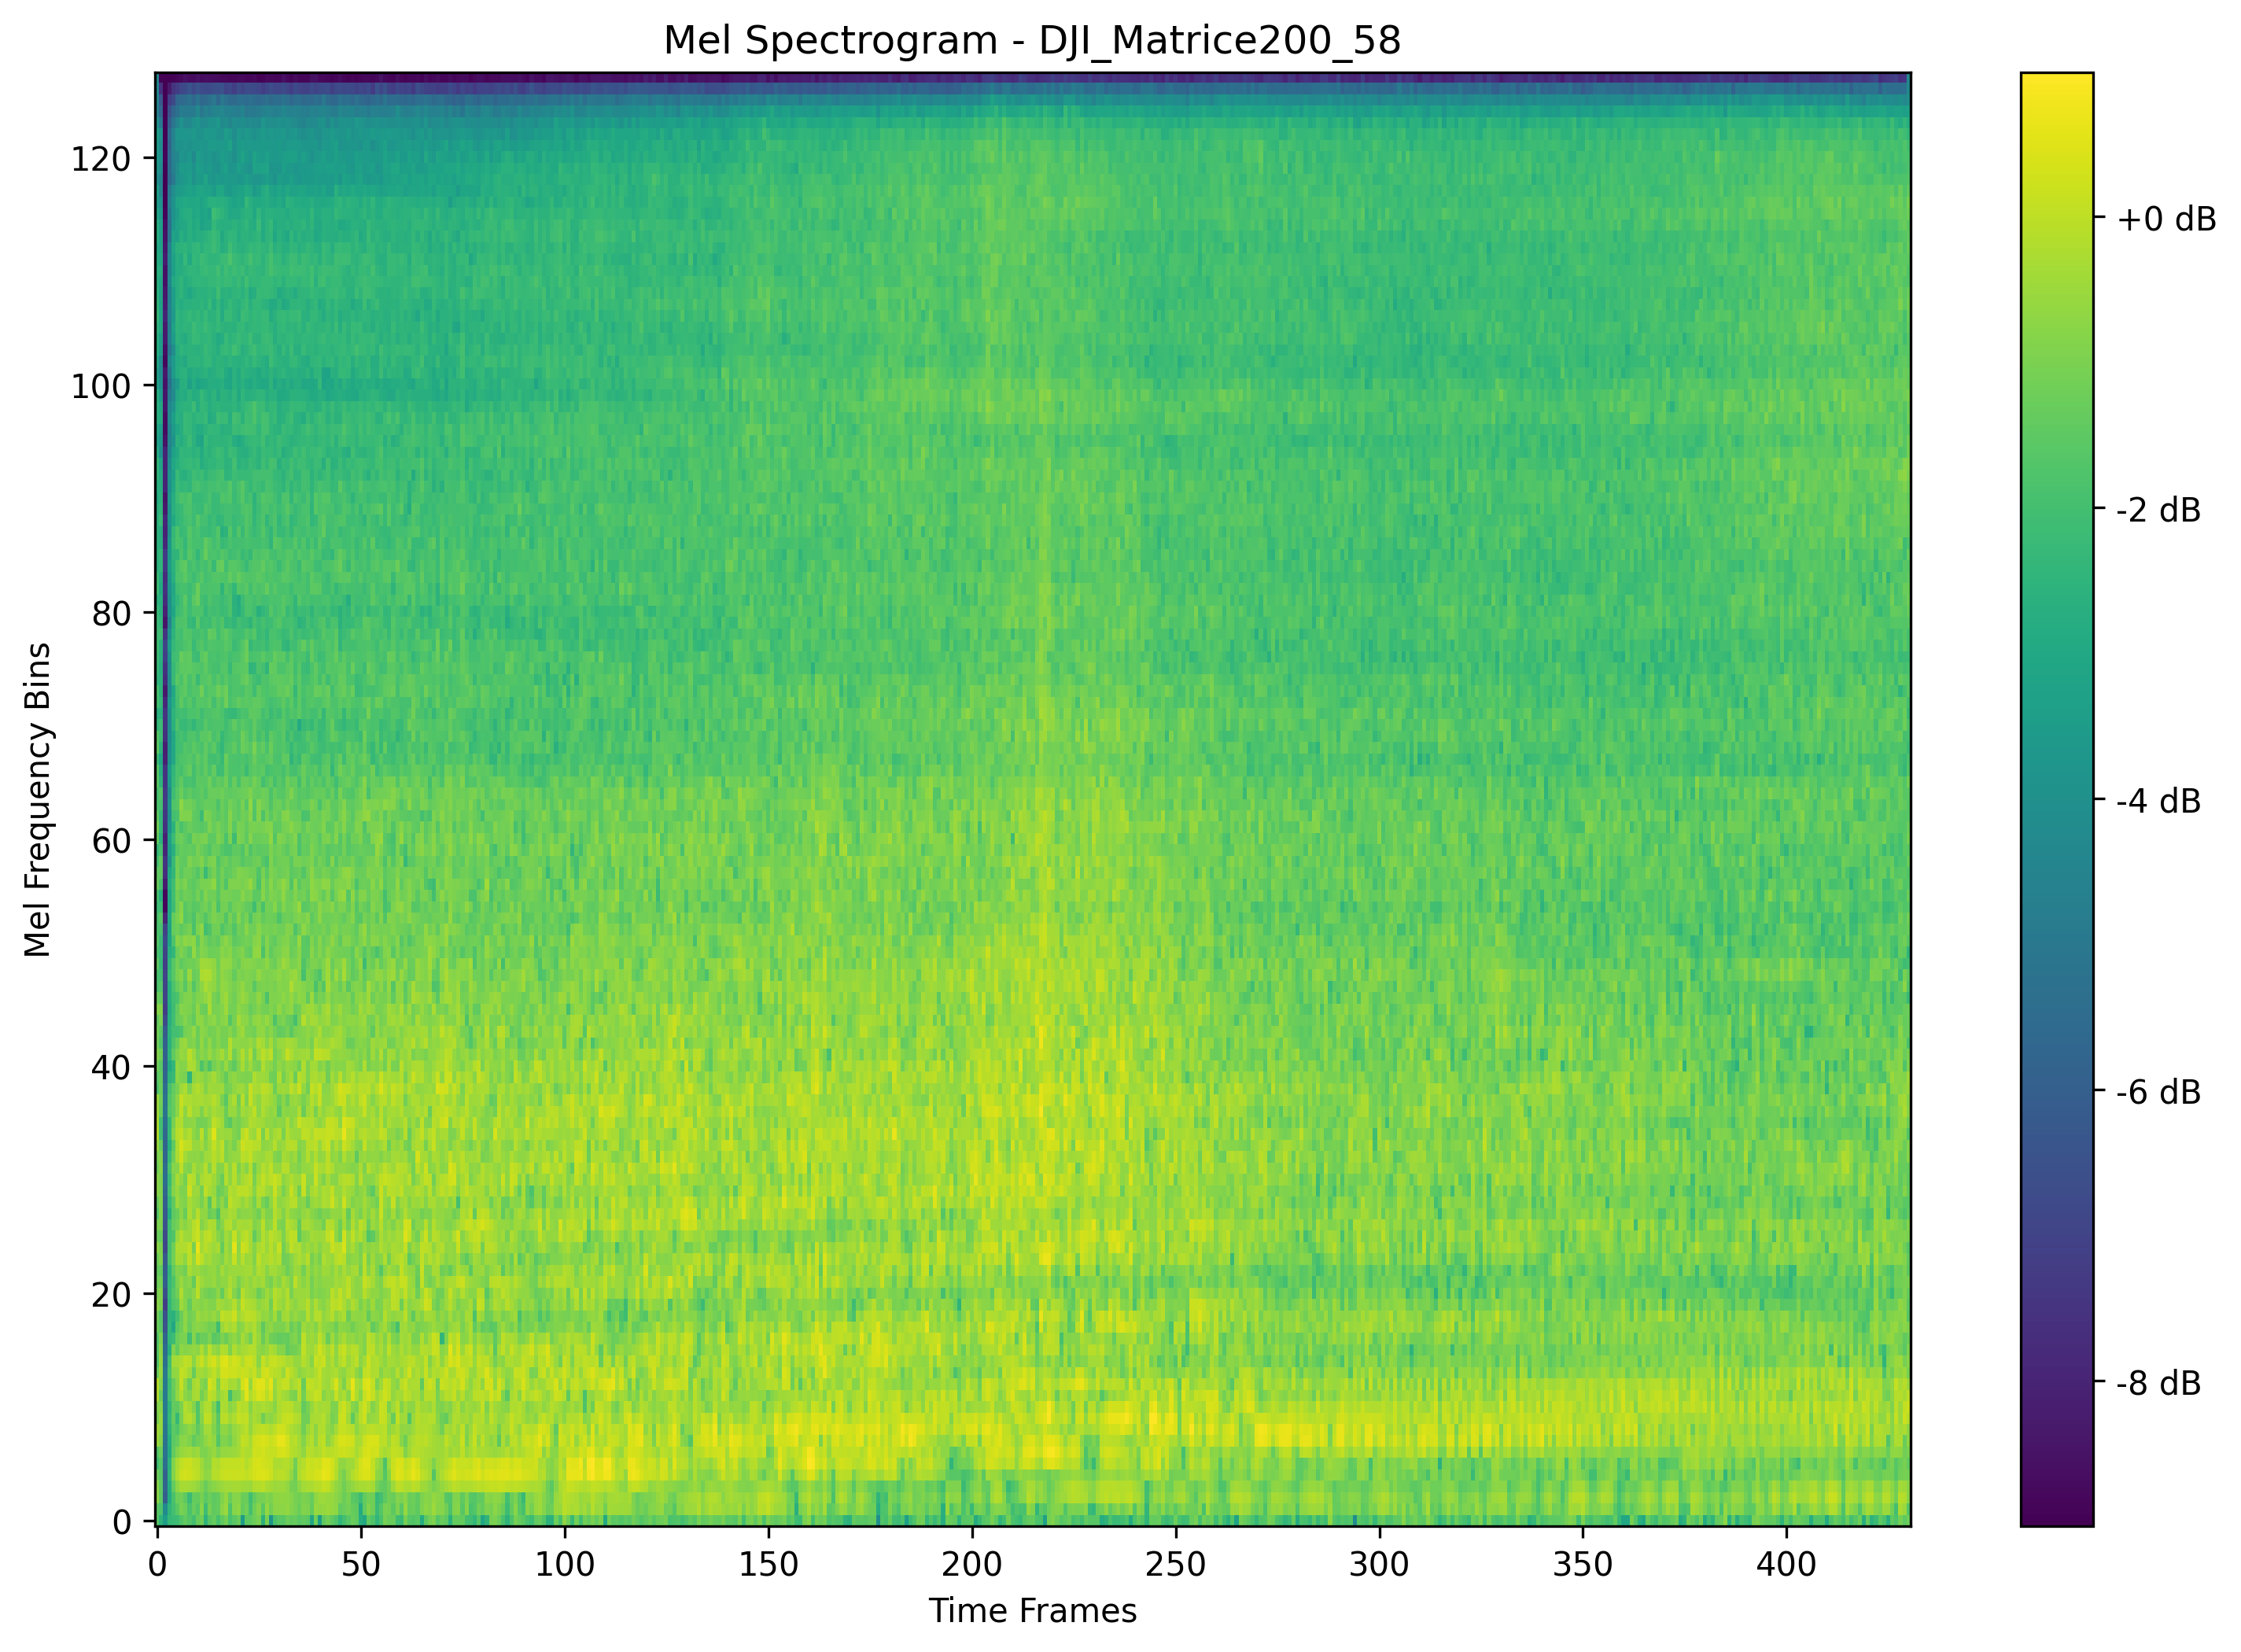 Mel Spectrogram - DJI_Matrice200_58
120
100
80
60
40
20
0
Mel Frequency Bins
0 50 100 150 200 250 300 350 400
Time Frames
+0 dB
-2 dB
-4 dB
-6 dB
-8 dB